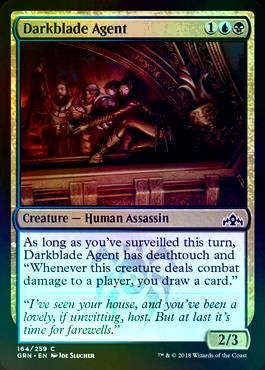 Darkblade Agent 1
Creature — Human Assassin
As long as you've surveilled this turn,
Darkblade Agent has deathtouch and
"Whenever this creature deals combat
damage to a player, you draw a card."
"I've seen your house, and you've been a
lovely, if unwitting, host. But at last it's
time for farewells."
2/3
164/259 C
GRN • EN JOE SLUCHER
™ & © 2018 Wizards of the Coast